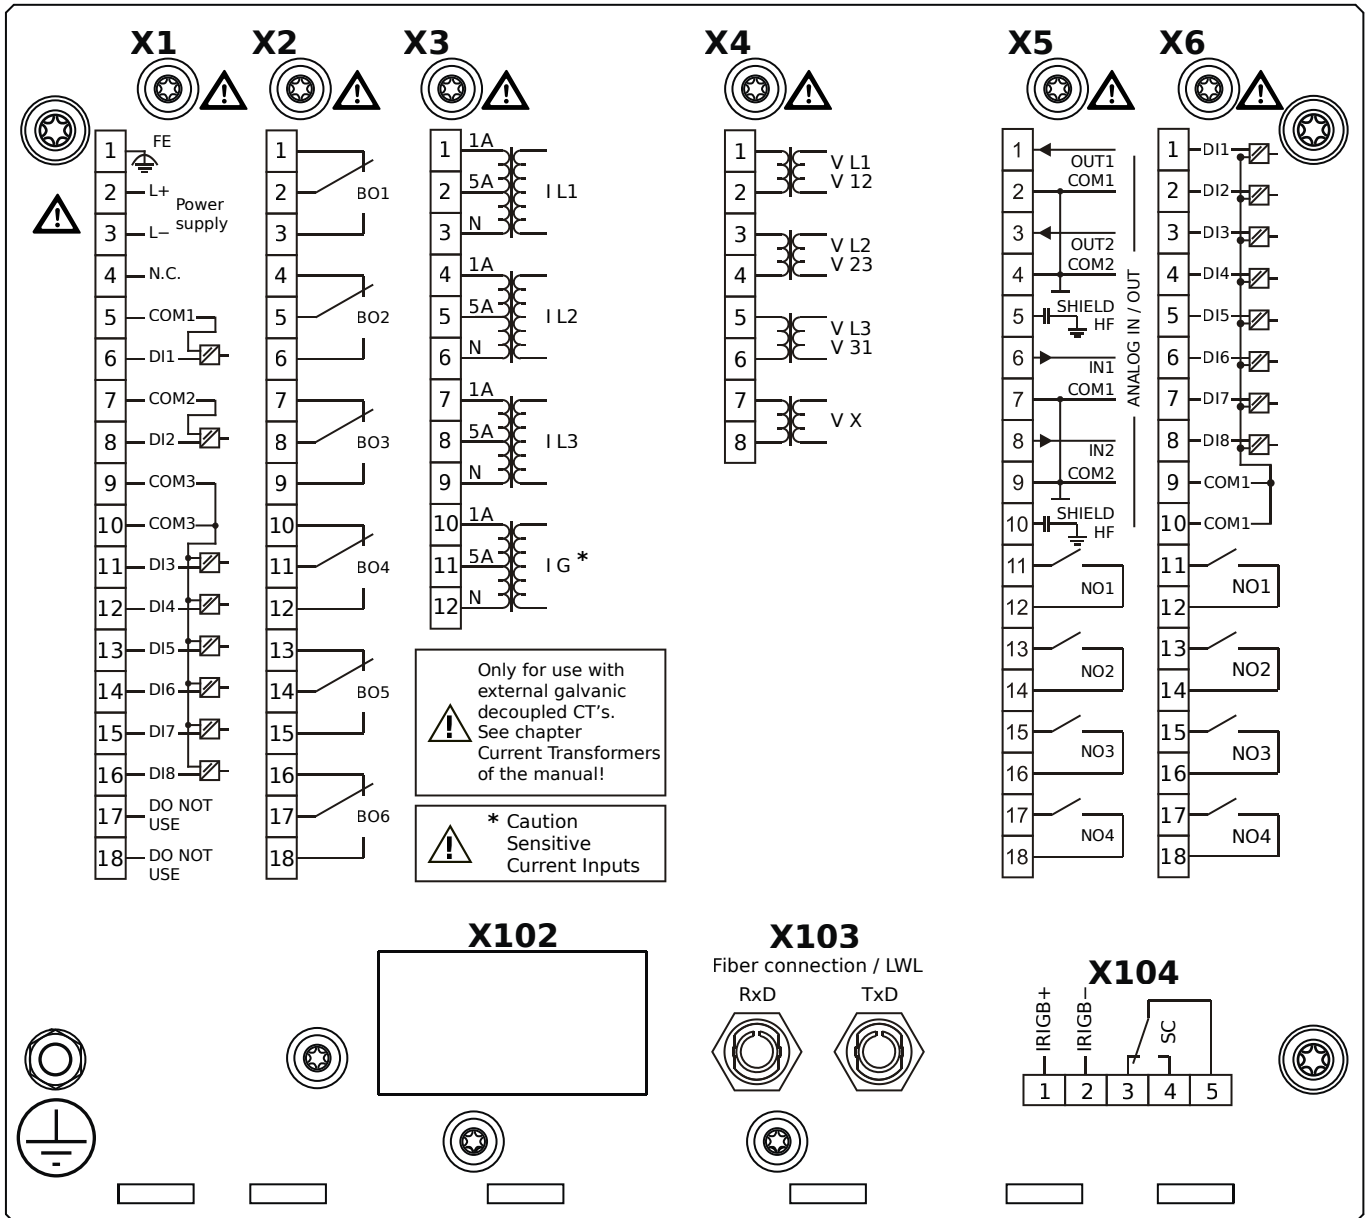 X1
X2
X3
X4
X5
X6
1 FE
2 L+
Power
supply
3 L−
4 N.C.
5 COM1
6 DI1
7 COM2
8 DI2
9 COM3
10 COM3
11 DI3
12 DI4
13 DI5
14 DI6
15 DI7
16 DI8
17 DO NOT
USE
18 DO NOT
USE
1
2 BO1
3
4
5 BO2
6
7
8 BO3
9
10
11 BO4
12
13
14 BO5
15
16
17 BO6
18
1 1A
2 5A I L1
3 N
4 1A
5 5A I L2
6 N
7 1A
8 5A I L3
9 N
10 1A
11 5A I G *
12 N
Only for use with
external galvanic
decoupled CT's.
See chapter
Current Transformers
of the manual!
* Caution
Sensitive
Current Inputs
1 V L1
2 V 12
3 V L2
4 V 23
5 V L3
6 V 31
7 V X
8
1 OUT1
2 COM1
3 OUT2
4 COM2
5 SHIELD
HF
6 IN1
7 COM1
8 IN2
9 COM2
10 SHIELD
HF
ANALOG IN / OUT
11
NO1
12
13
NO2
14
15
NO3
16
17
NO4
18
1 DI1
2 DI2
3 DI3
4 DI4
5 DI5
6 DI6
7 DI7
8 DI8
9 COM1
10 COM1
11
NO1
12
13
NO2
14
15
NO3
16
17
NO4
18
X102
X103
Fiber connection / LWL
RxD TxD
X104
IRIGB+
IRIGB−
SC
1 2 3 4 5